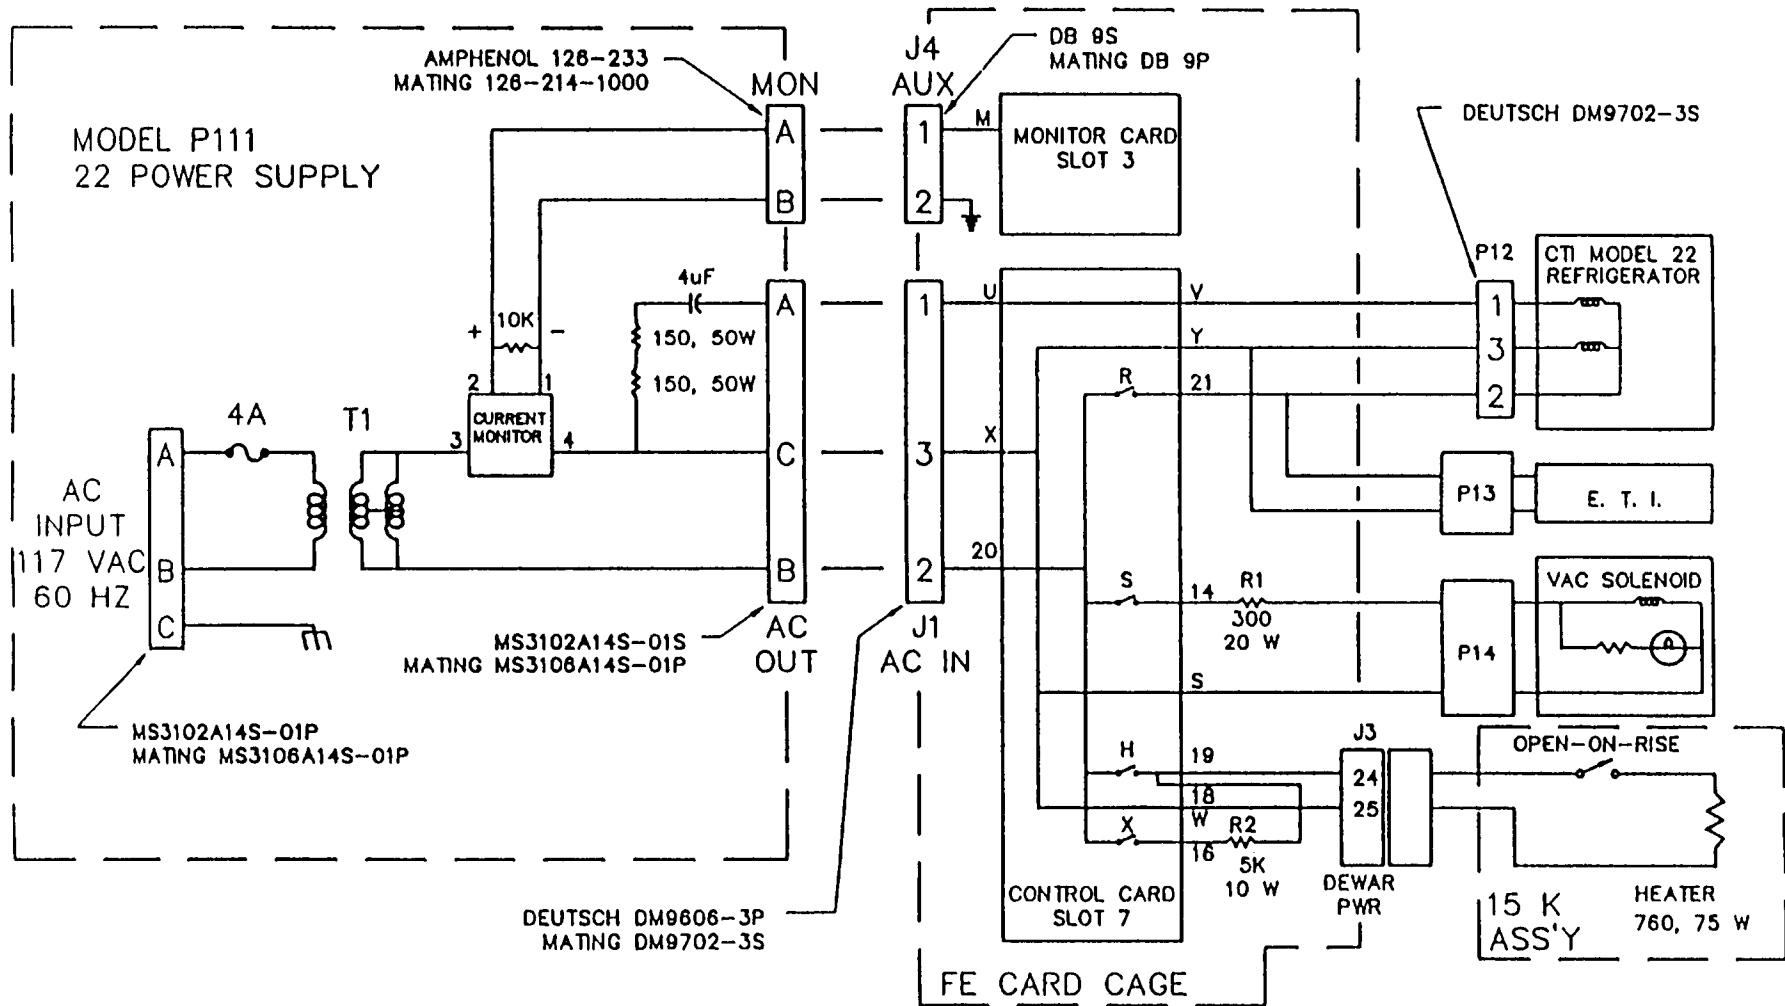 AMPHENOL 126-233
MATING 126-214-1000
MON
J4
AUX
DB 9S
MATING DB 9P
DEUTSCH DM9702-3S
MODEL P111
22 POWER SUPPLY
A
B
1
2
M
MONITOR CARD
SLOT 3
P12
CTI MODEL 22
REFRIGERATOR
4uF
A
1
U
V
1
+
10K
-
150, 50W
Y
3
2
1
150, 50W
R
21
2
4A
T1
CURRENT
MONITOR
3
4
A
C
3
X
P13
E. T. I.
AC
INPUT
117 VAC
60 HZ
B
B
2
20
S
14
R1
300
20 W
VAC SOLENOID
C
MS3102A14S-01S
MATING MS3106A14S-01P
AC
OUT
J1
AC IN
P14
S
MS3102A14S-01P
MATING MS3106A14S-01P
H
19
J3
OPEN-ON-RISE
24
18
W
25
X
16
R2
5K
10 W
DEWAR
PWR
DEUTSCH DM9606-3P
MATING DM9702-3S
CONTROL CARD
SLOT 7
15 K
ASS'Y
HEATER
760, 75 W
FE CARD CAGE